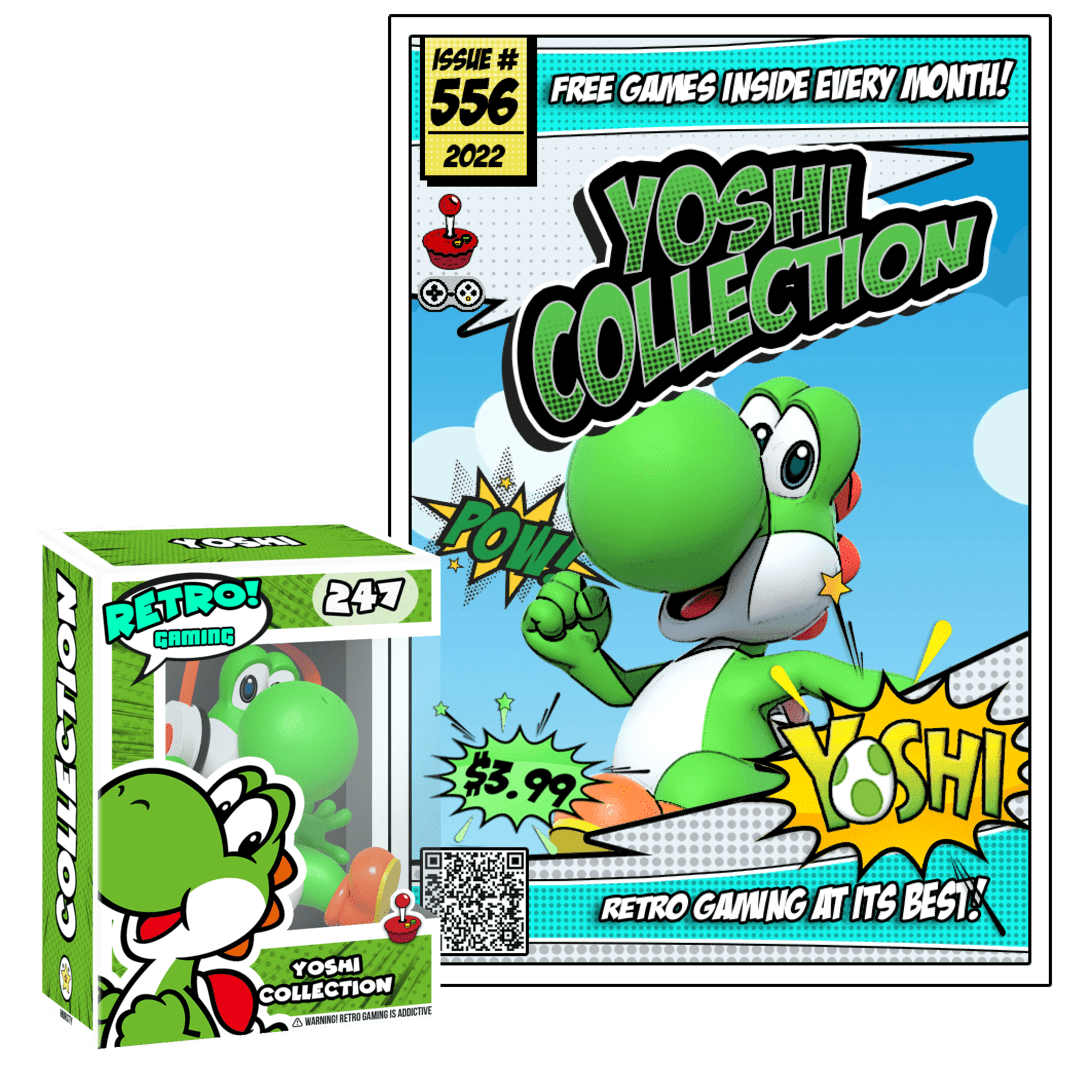 ISSUE #
556
2022
FREE GAMES INSIDE EVERY MONTH!
YOSHI
COLLECTION
POW!
$3.99
YOSHI
RETRO GAMING AT ITS BEST!
YOSHI
COLLECTION
RETRO!
GAMING
247
YOSHI
COLLECTION
WARNING! RETRO GAMING IS ADDICTIVE